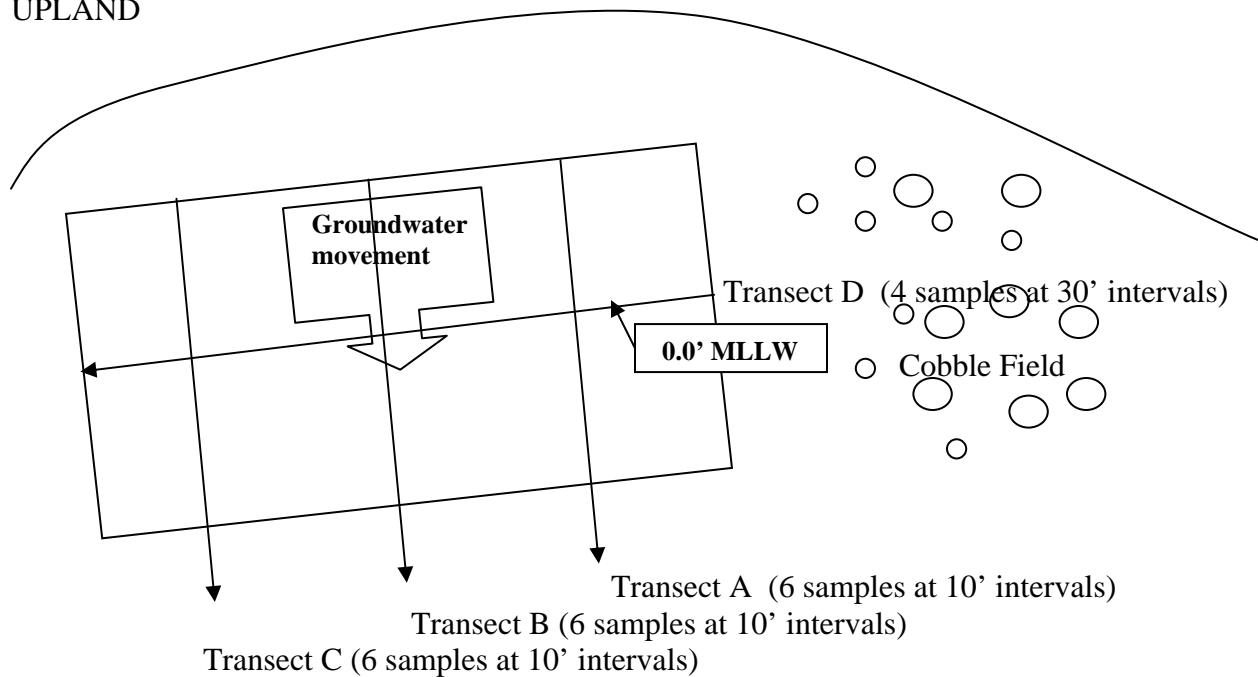 UPLAND
Groundwater
movement
Transect D (4 samples at 30’ intervals)
0.0’ MLLW
Cobble Field
Transect A (6 samples at 10’ intervals)
Transect B (6 samples at 10’ intervals)
Transect C (6 samples at 10’ intervals)